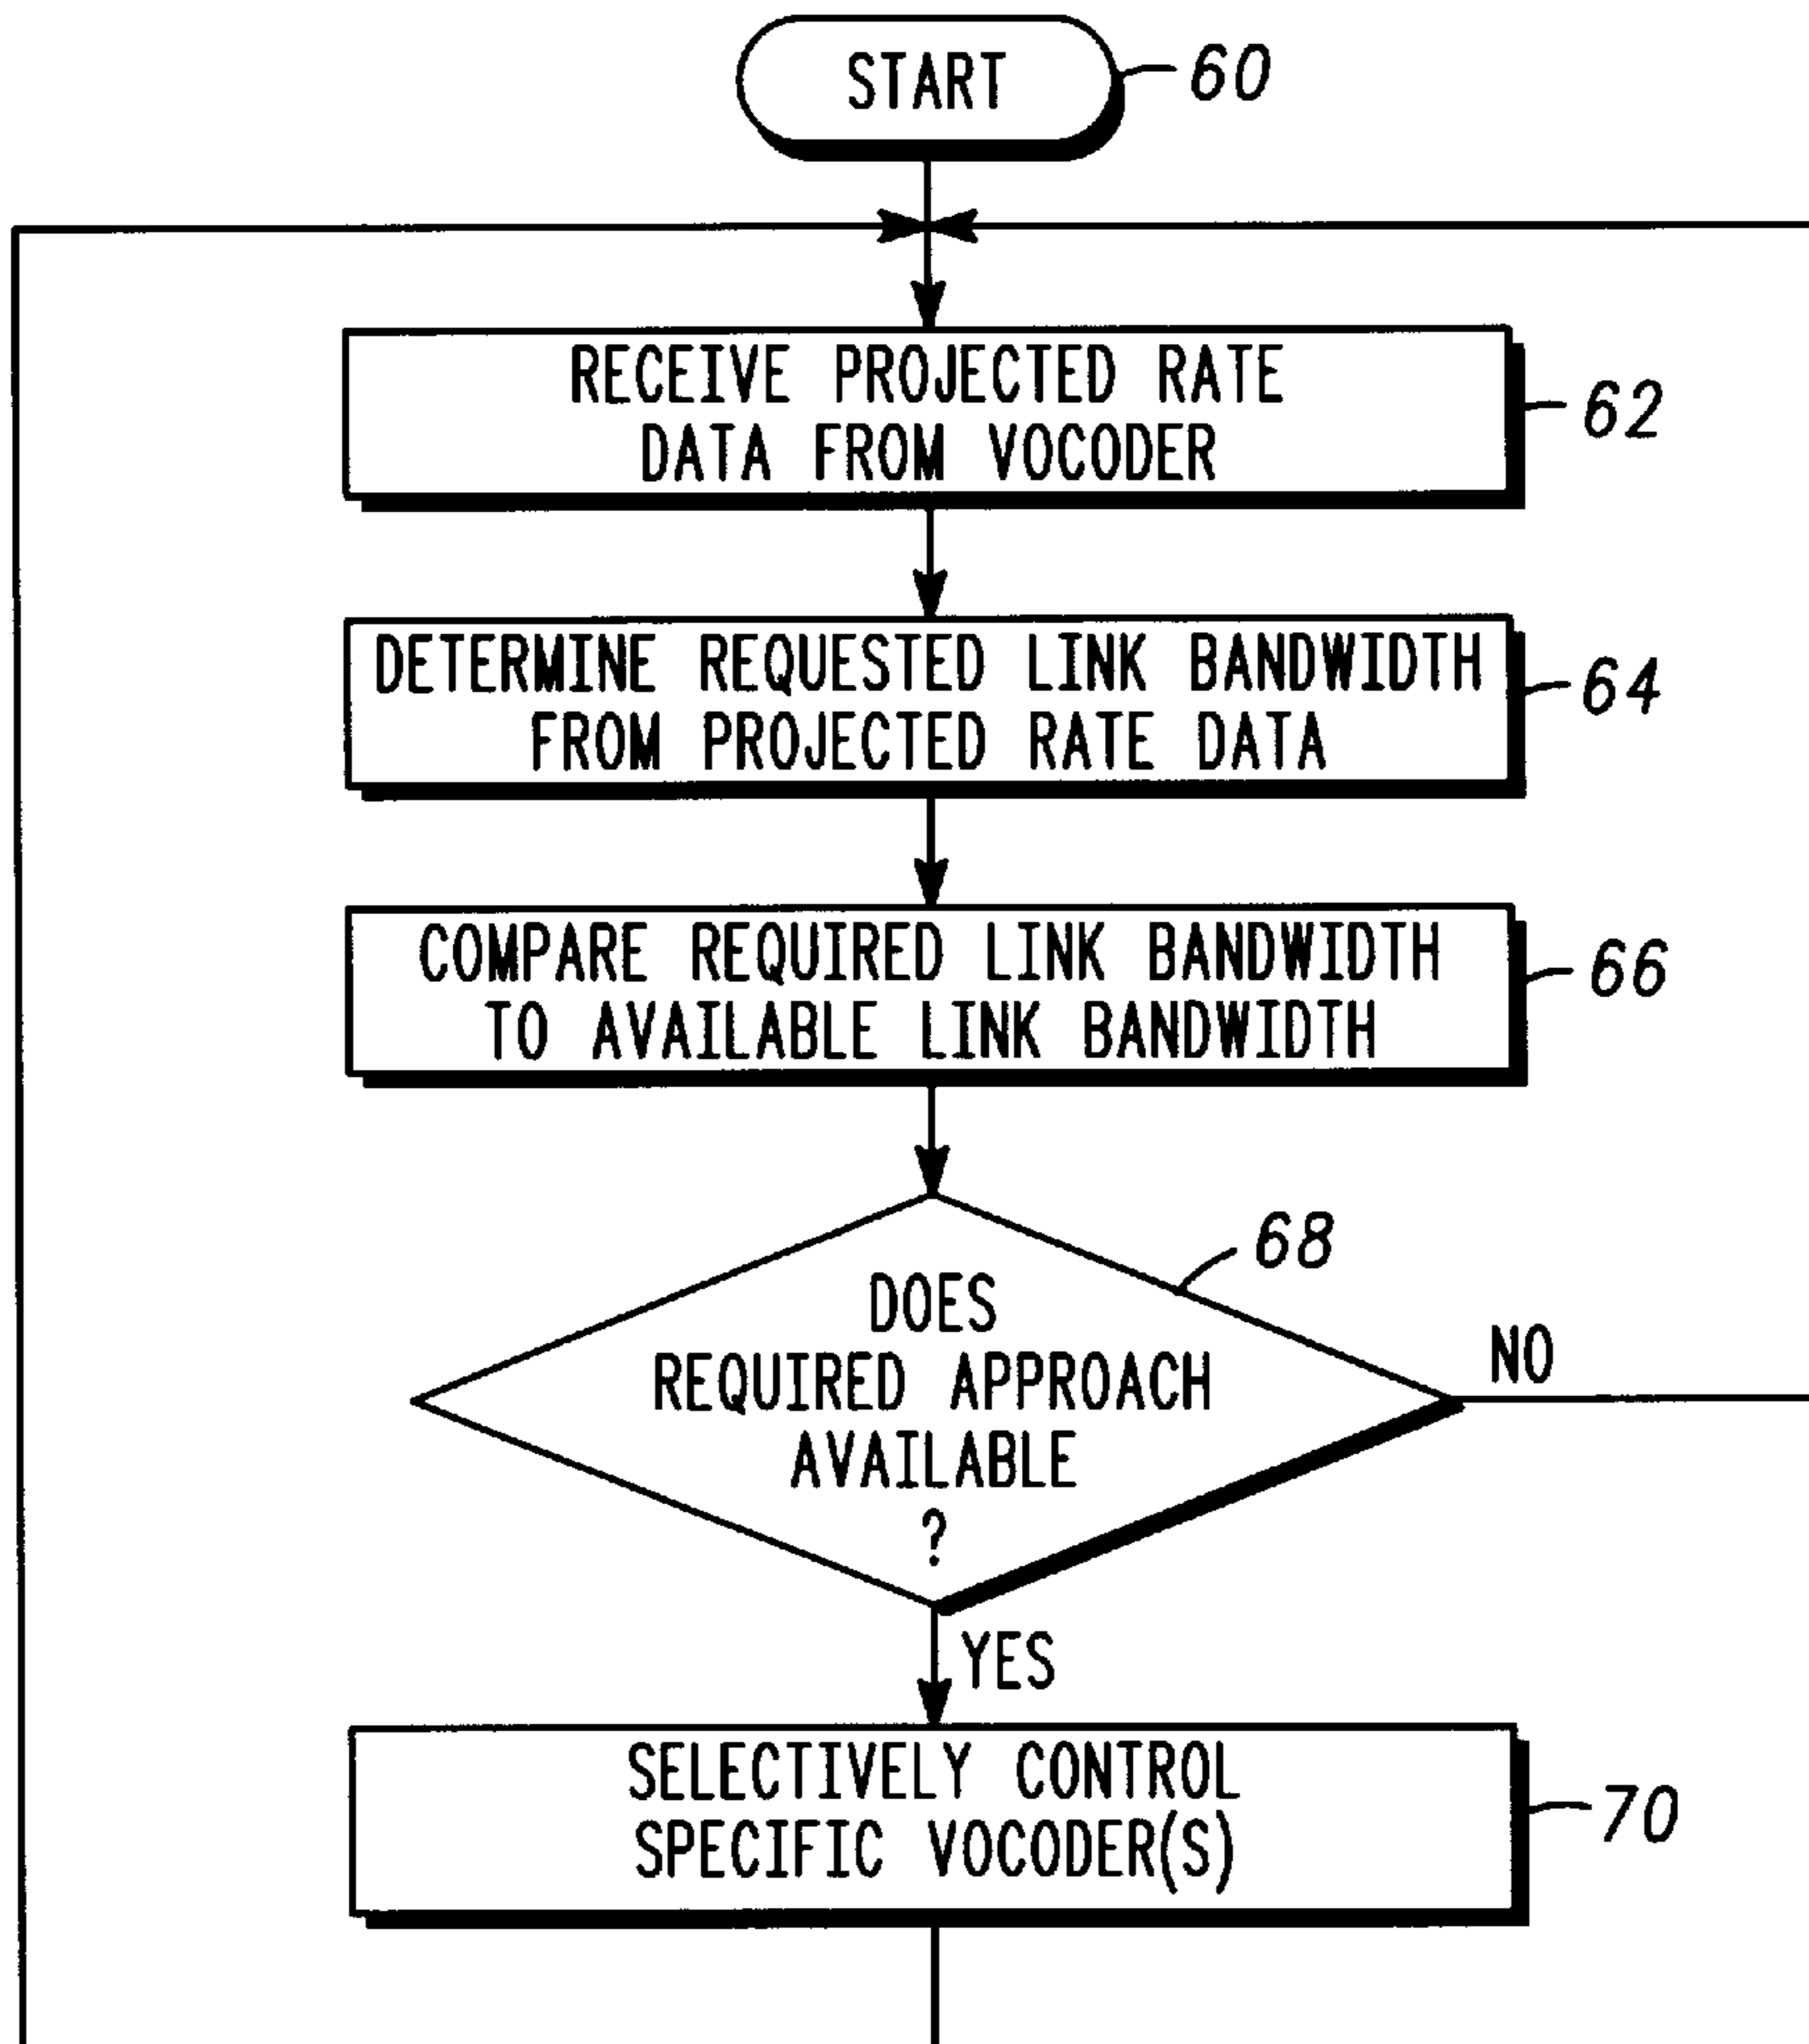 START
60
RECEIVE PROJECTED RATE
DATA FROM VOCODER
62
DETERMINE REQUESTED LINK BANDWIDTH
FROM PROJECTED RATE DATA
64
COMPARE REQUIRED LINK BANDWIDTH
TO AVAILABLE LINK BANDWIDTH
66
68
DOES
REQUIRED APPROACH
AVAILABLE
?
NO
YES
SELECTIVELY CONTROL
SPECIFIC VOCODER(S)
70